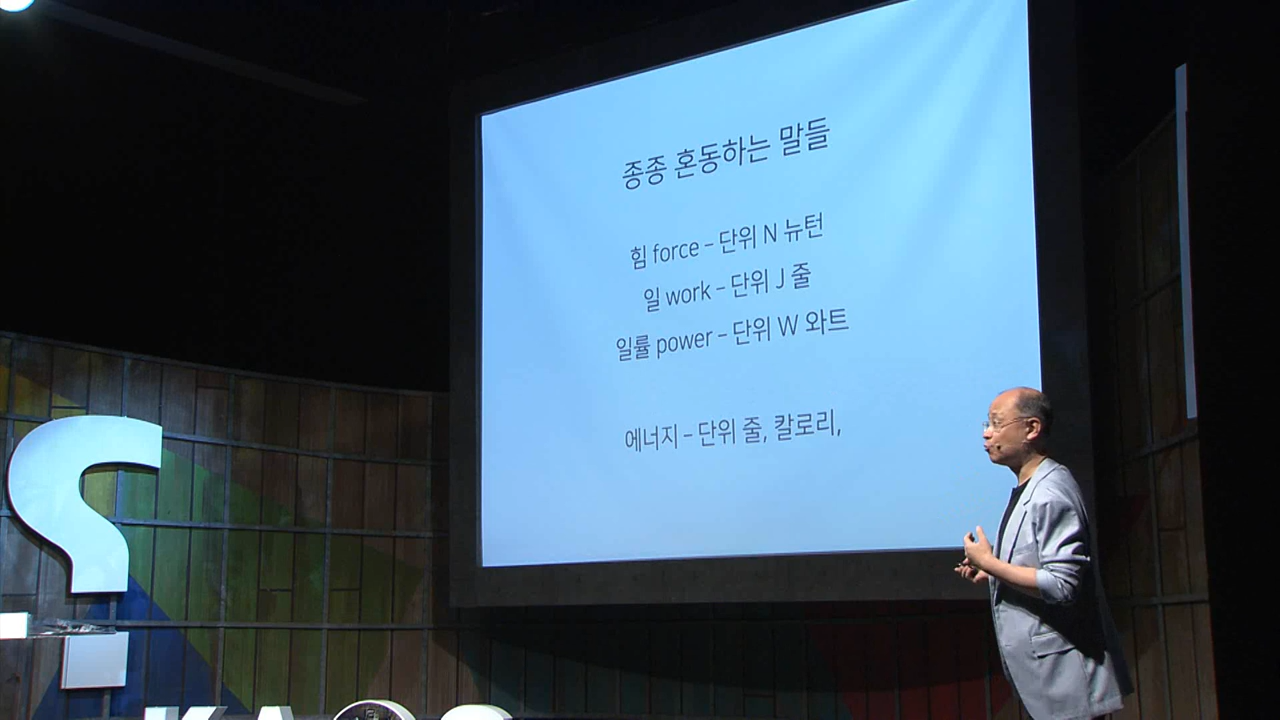 종종 혼동하는 말들
힘 force – 단위 N 뉴턴
일 work – 단위 J 줄
일률 power – 단위 W 와트
에너지 – 단위 줄, 칼로리,
?